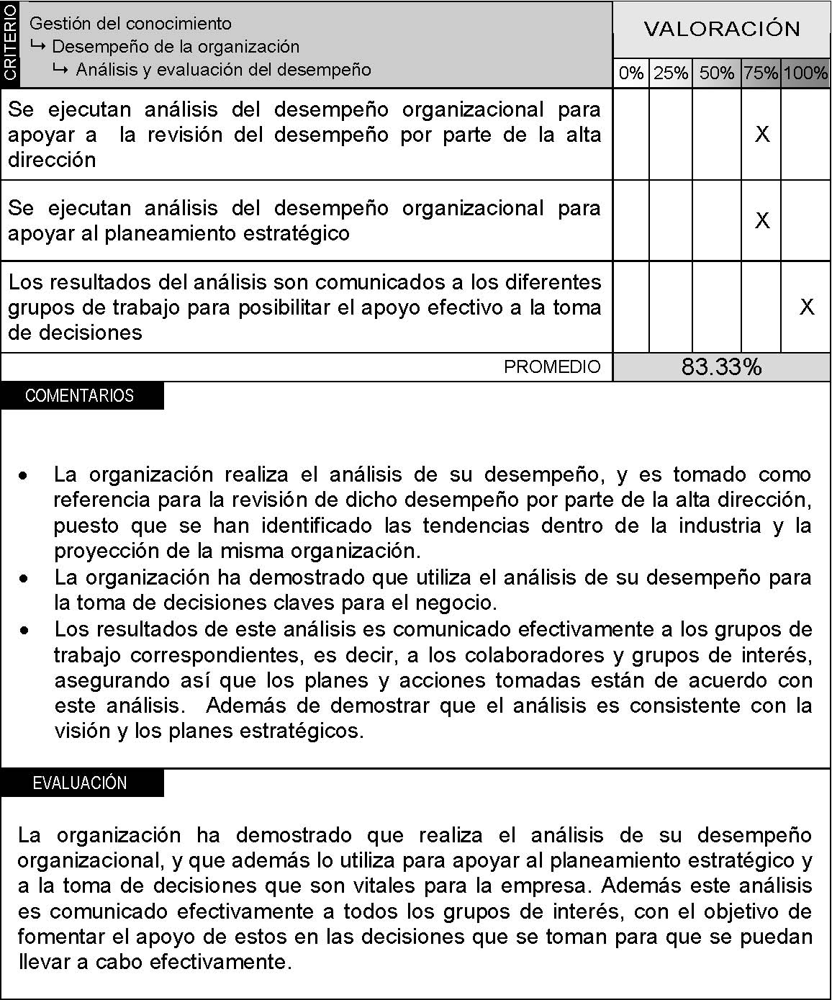 CRITERIO
Gestión del conocimiento
↳ Desempeño de la organización
↳ Análisis y evaluación del desempeño
VALORACIÓN
0% 25% 50% 75% 100%
Se ejecutan análisis del desempeño organizacional para
apoyar a la revisión del desempeño por parte de la alta
dirección
X
Se ejecutan análisis del desempeño organizacional para
apoyar al planeamiento estratégico
X
Los resultados del análisis son comunicados a los diferentes
grupos de trabajo para posibilitar el apoyo efectivo a la toma
de decisiones
X
PROMEDIO 83.33%
COMENTARIOS
• La organización realiza el análisis de su desempeño, y es tomado como
referencia para la revisión de dicho desempeño por parte de la alta dirección,
puesto que se han identificado las tendencias dentro de la industria y la
proyección de la misma organización.
• La organización ha demostrado que utiliza el análisis de su desempeño para
la toma de decisiones claves para el negocio.
• Los resultados de este análisis es comunicado efectivamente a los grupos de
trabajo correspondientes, es decir, a los colaboradores y grupos de interés,
asegurando así que los planes y acciones tomadas están de acuerdo con
este análisis. Además de demostrar que el análisis es consistente con la
visión y los planes estratégicos.
EVALUACIÓN
La organización ha demostrado que realiza el análisis de su desempeño
organizacional, y que además lo utiliza para apoyar al planeamiento estratégico y
a la toma de decisiones que son vitales para la empresa. Además este análisis
es comunicado efectivamente a todos los grupos de interés, con el objetivo de
fomentar el apoyo de estos en las decisiones que se toman para que se puedan
llevar a cabo efectivamente.